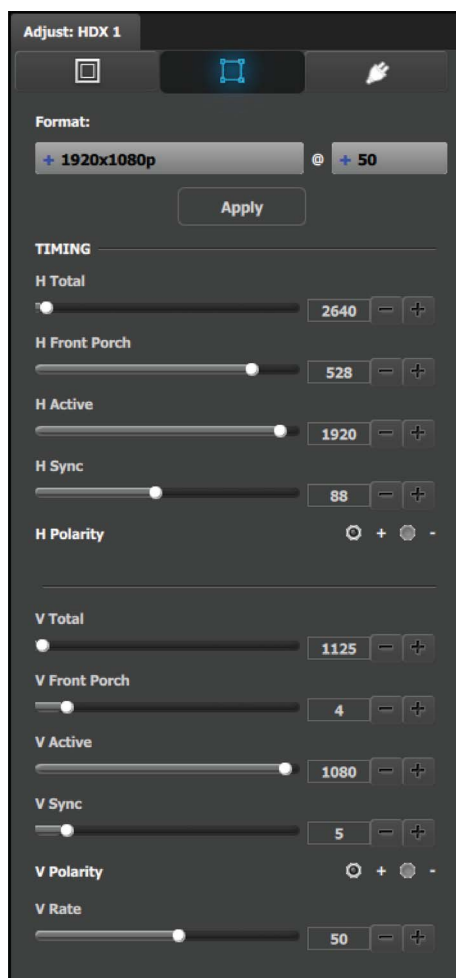 Adjust: HDX 1
Format:
+ 1920x1080p @ + 50
Apply
TIMING
H Total
2640 − +
H Front Porch
528 − +
H Active
1920 − +
H Sync
88 − +
H Polarity + -
V Total
1125 − +
V Front Porch
4 − +
V Active
1080 − +
V Sync
5 − +
V Polarity + -
V Rate
50 − +